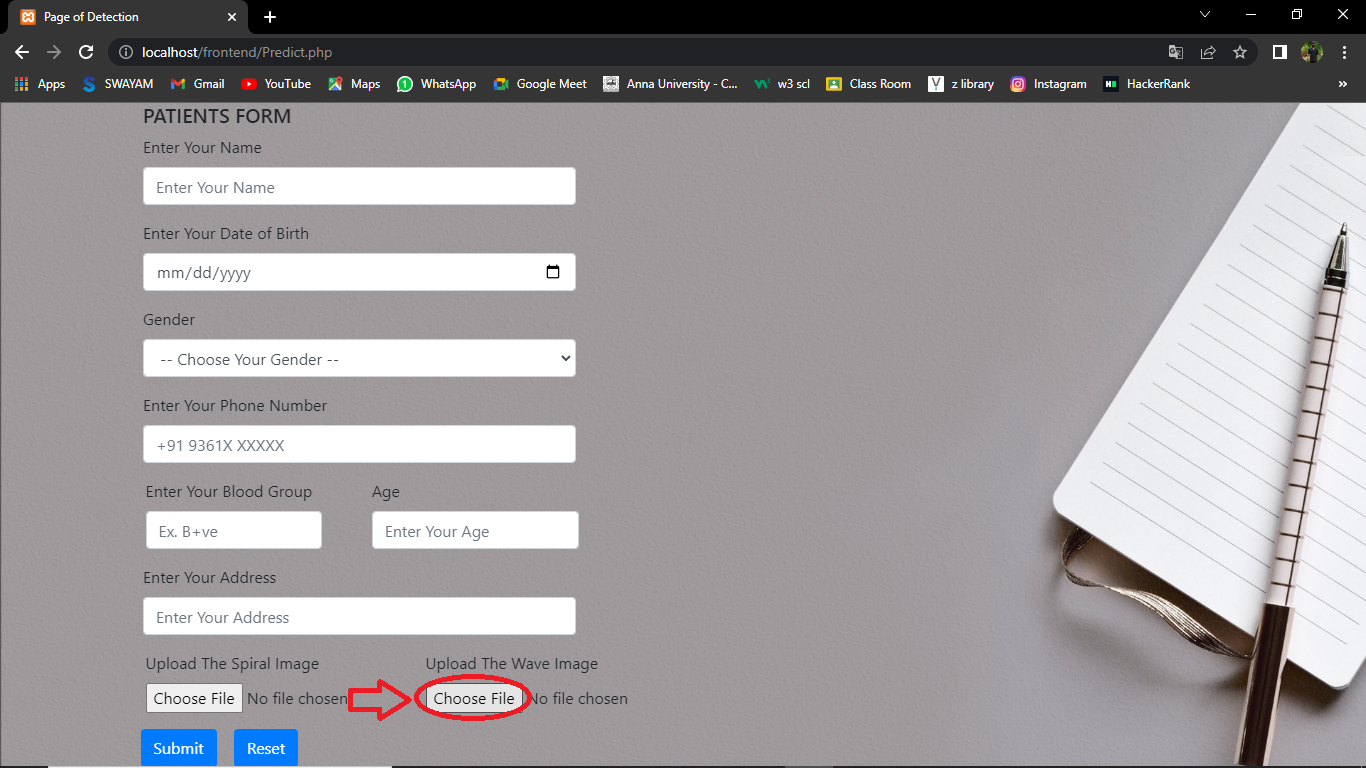 Page of Detection
localhost/frontend/Predict.php
Apps SWAYAM Gmail YouTube Maps WhatsApp Google Meet Anna University - C... w3 scl Class Room z library Instagram HackerRank »
PATIENTS FORM
Enter Your Name
Enter Your Name
Enter Your Date of Birth
mm/dd/yyyy
Gender
-- Choose Your Gender --
Enter Your Phone Number
+91 9361X XXXXX
Enter Your Blood Group Age
Ex. B+ve Enter Your Age
Enter Your Address
Enter Your Address
Upload The Spiral Image Upload The Wave Image
Choose File No file chosen Choose File No file chosen
Submit Reset